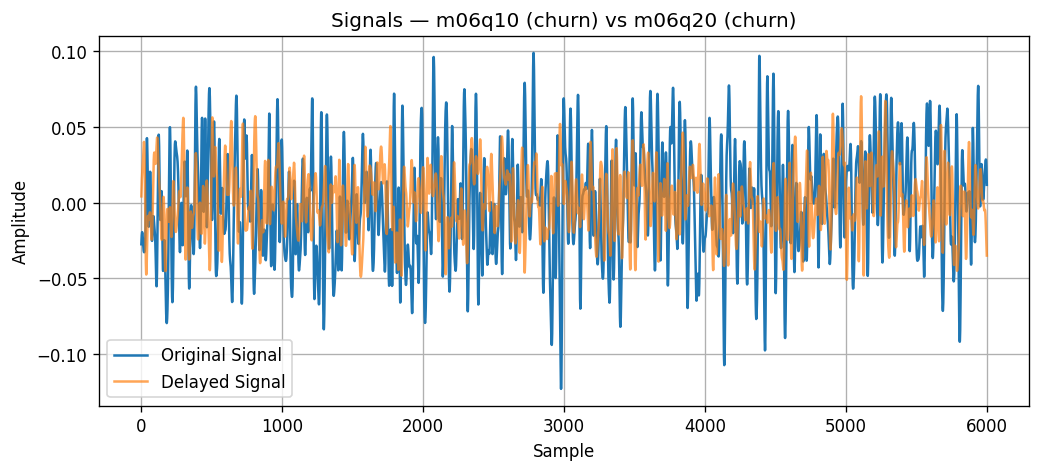 Signals — m06q10 (churn) vs m06q20 (churn)
Amplitude
0.10
0.05
0.00
−0.05
−0.10
Original Signal
Delayed Signal
0 1000 2000 3000 4000 5000 6000
Sample